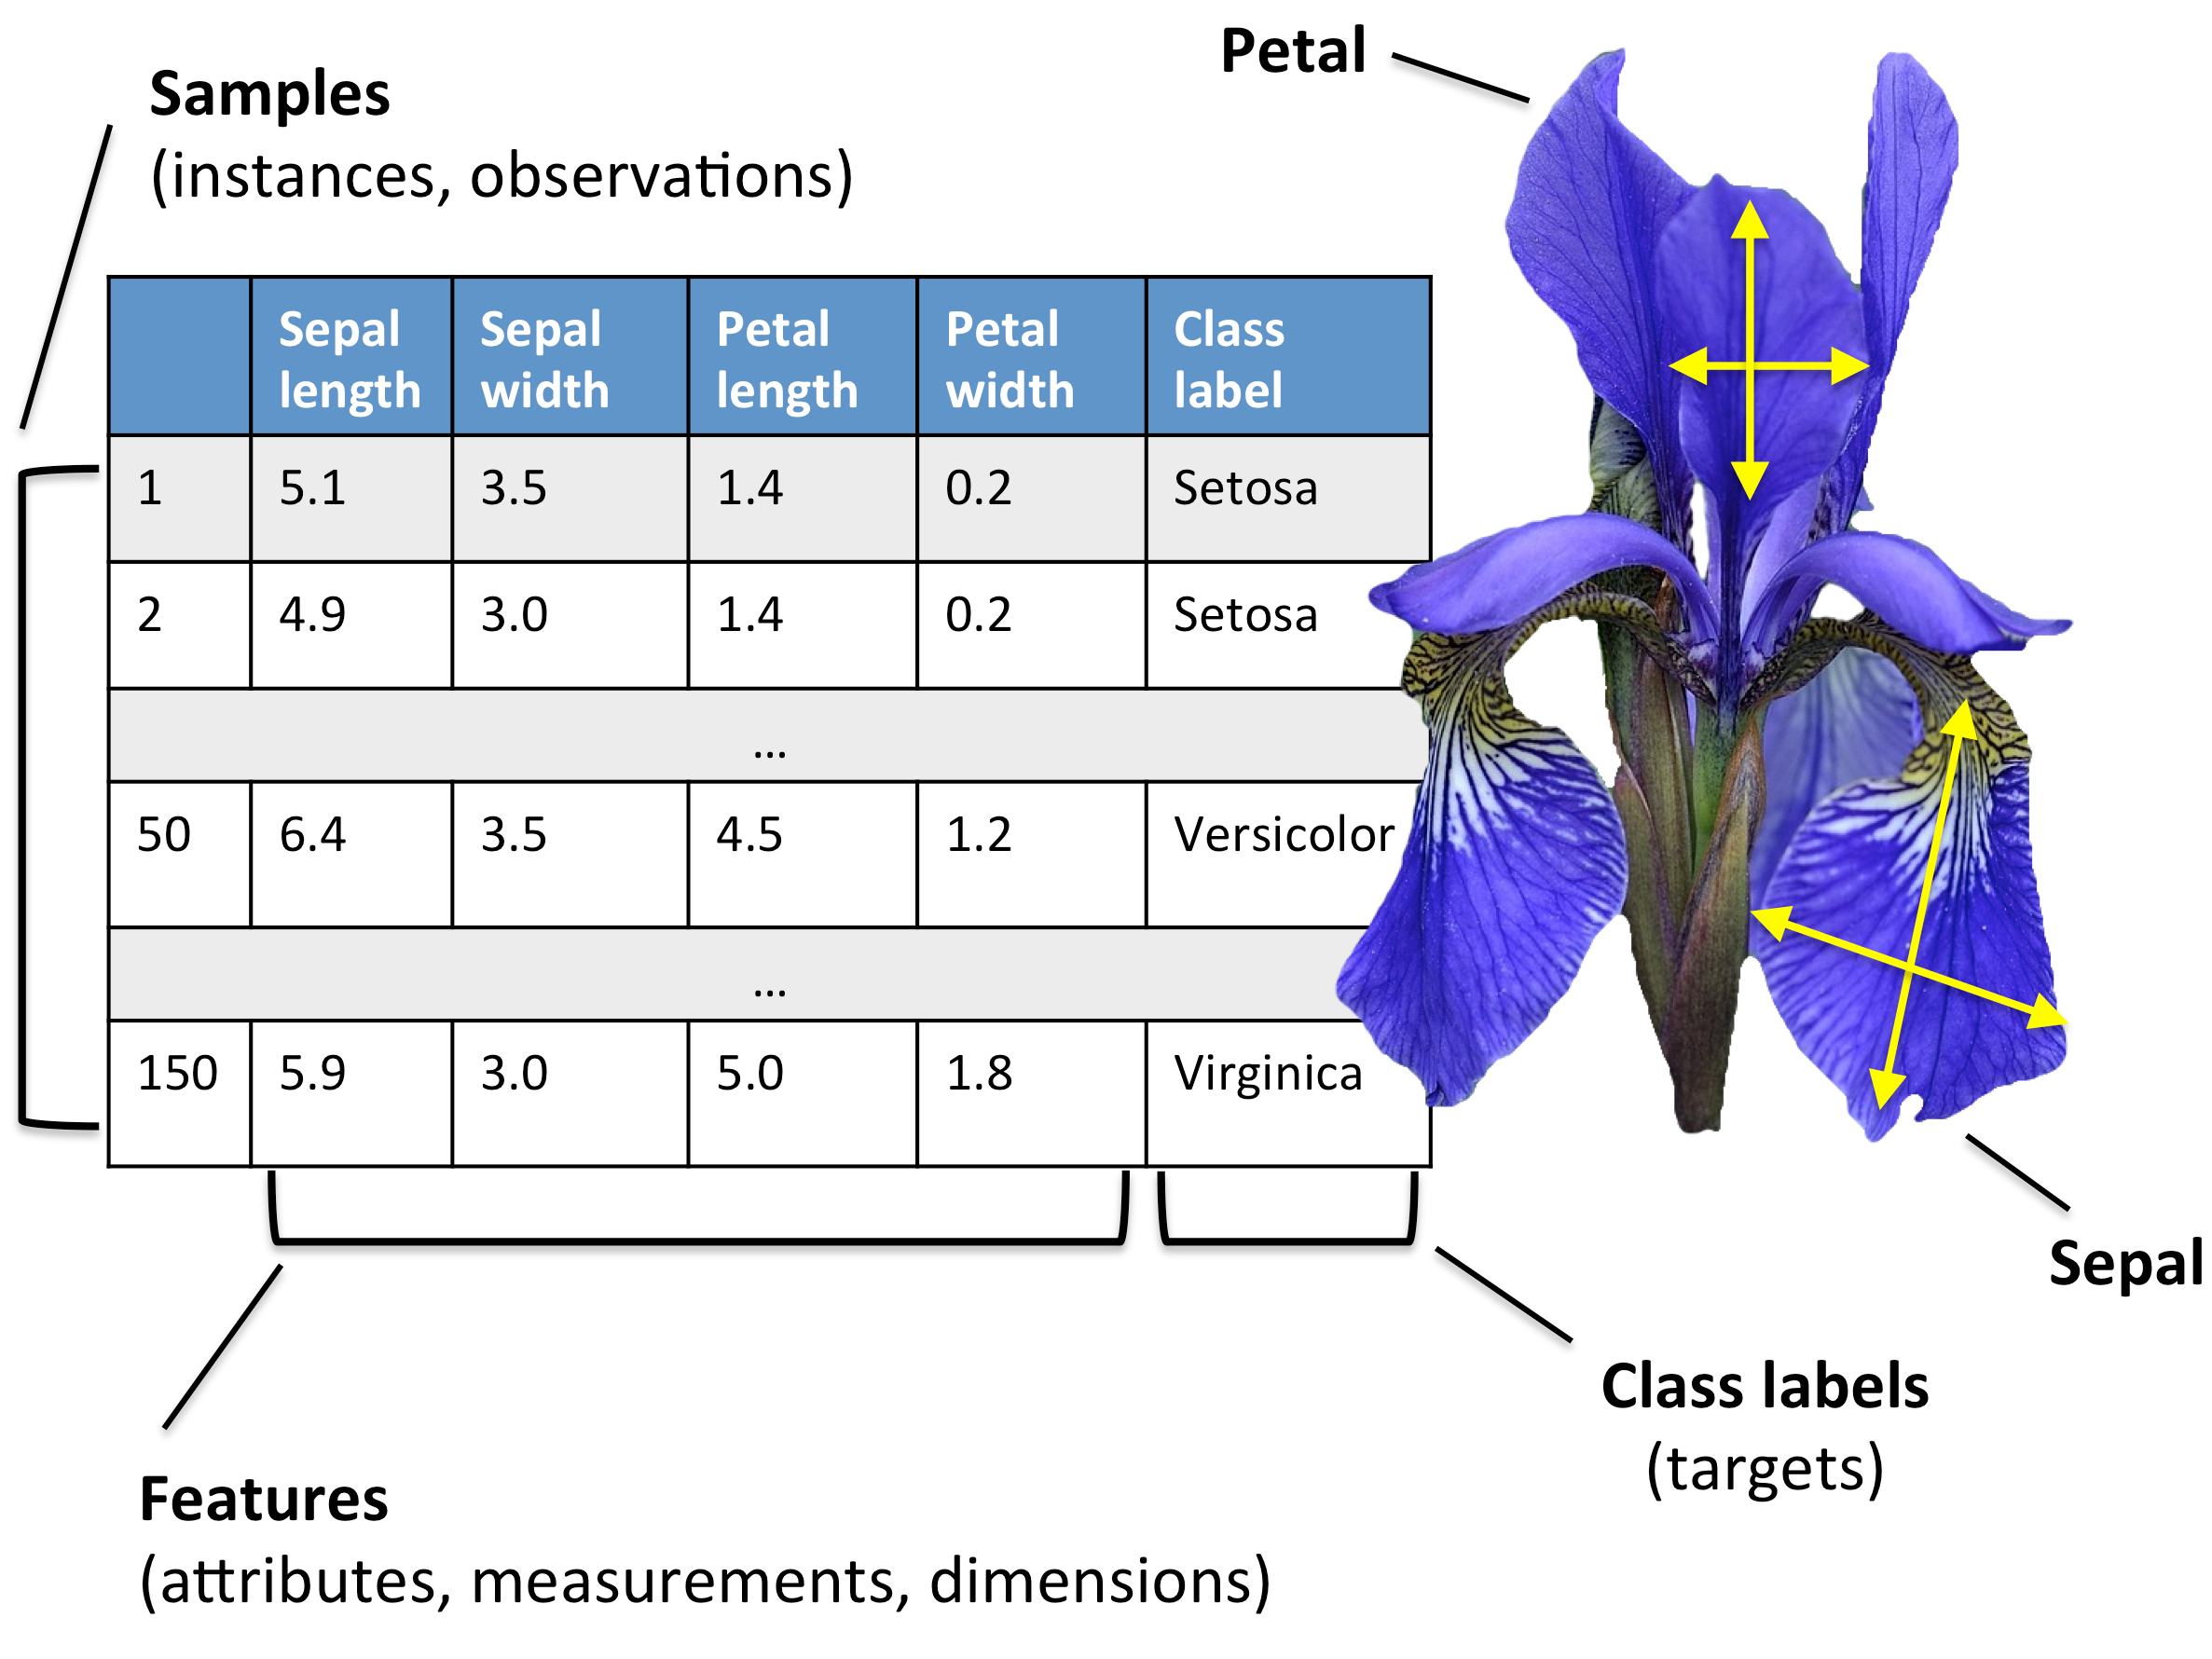 Petal
Samples
(instances, observations)
Sepal length Sepal width Petal length Petal width Class label
1 5.1 3.5 1.4 0.2 Setosa
2 4.9 3.0 1.4 0.2 Setosa
...
50 6.4 3.5 4.5 1.2 Versicolor
...
150 5.9 3.0 5.0 1.8 Virginica
Sepal
Class labels
(targets)
Features
(attributes, measurements, dimensions)